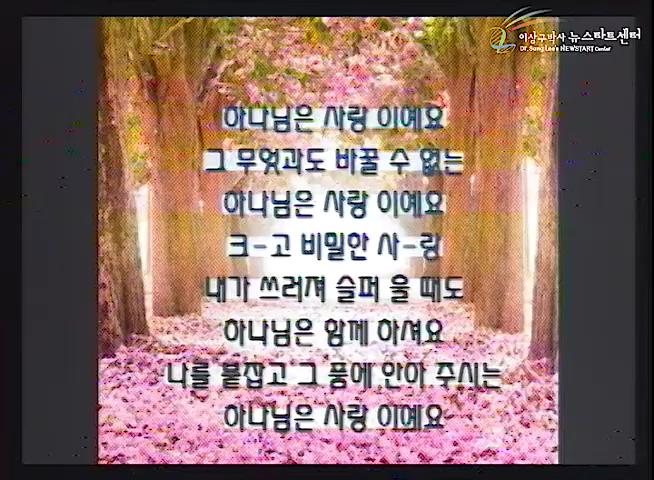 이상구박사 뉴스타트센터
Dr. Sang Lee's NEWSTART Center
하나님은 사랑 이예요
그 무엇과도 바꿀 수 없는
하나님은 사랑 이예요
크-고 비밀한 사-랑
내가 쓰러져 슬퍼 울 때도
하나님은 함께 하셔요
나를 붙잡고 그 품에 안아 주시는
하나님은 사랑 이예요